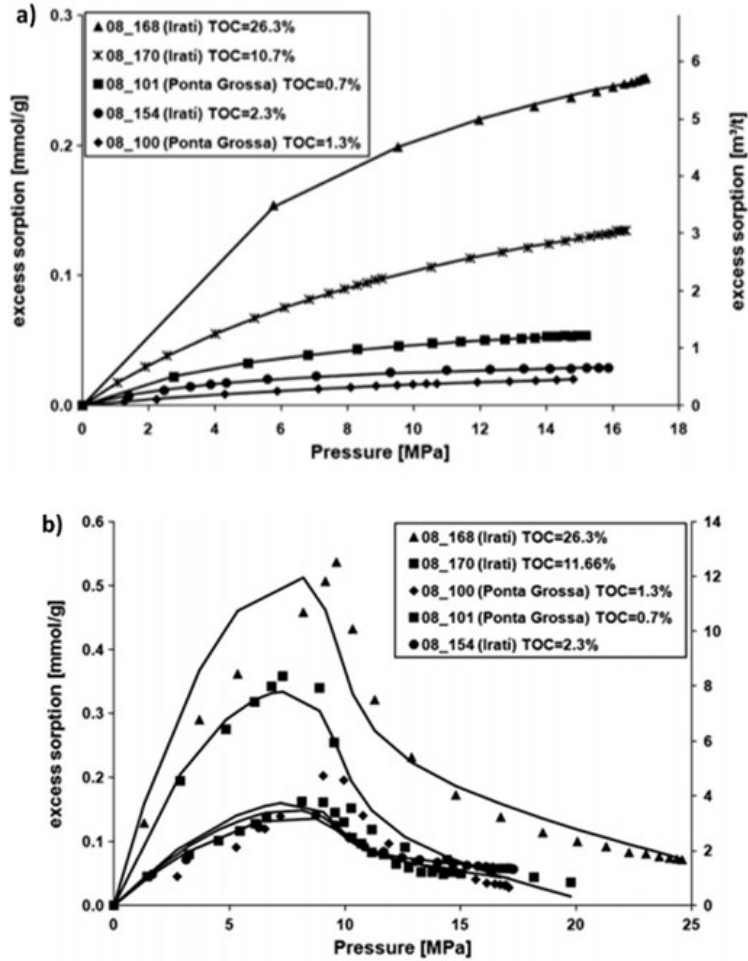 a)
0.3
0.2
0.1
0.0
excess sorption [mmol/g]
▲ 08_168 (Irati) TOC=26.3%
08_170 (Irati) TOC=10.7%
■ 08_101 (Ponta Grossa) TOC=0.7%
● 08_154 (Irati) TOC=2.3%
◆ 08_100 (Ponta Grossa) TOC=1.3%
6
5
4
3
2
1
0
excess sorption [m³/t]
0 2 4 6 8 10 12 14 16 18
Pressure [MPa]
b)
0.6
0.5
0.4
0.3
0.2
0.1
0.0
excess sorption [mmol/g]
▲ 08_168 (Irati) TOC=26.3%
■ 08_170 (Irati) TOC=11.66%
◆ 08_100 (Ponta Grossa) TOC=1.3%
■ 08_101 (Ponta Grossa) TOC=0.7%
● 08_154 (Irati) TOC=2.3%
14
12
10
8
6
4
2
0
0 5 10 15 20 25
Pressure [MPa]